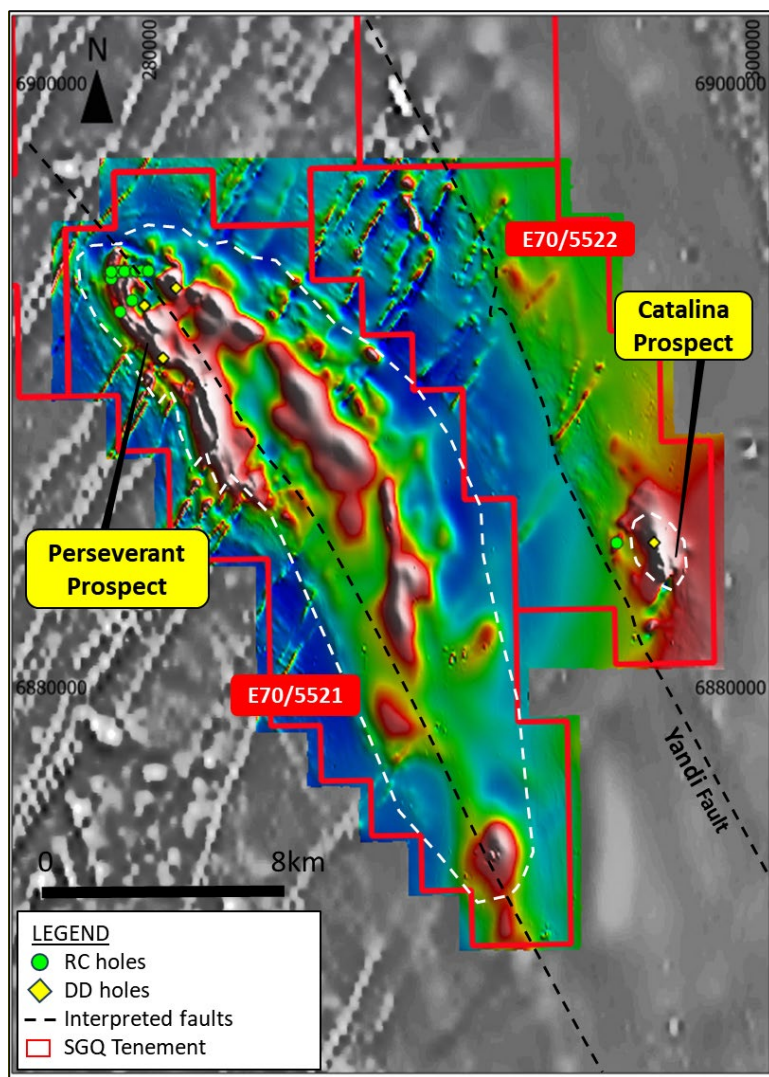 N
280000
300000
6900000
6900000
E70/5522
Catalina
Prospect
Perseverant
Prospect
E70/5521
6880000
6880000
Yandi Fault
0
8km
LEGEND
RC holes
DD holes
Interpreted faults
SGQ Tenement